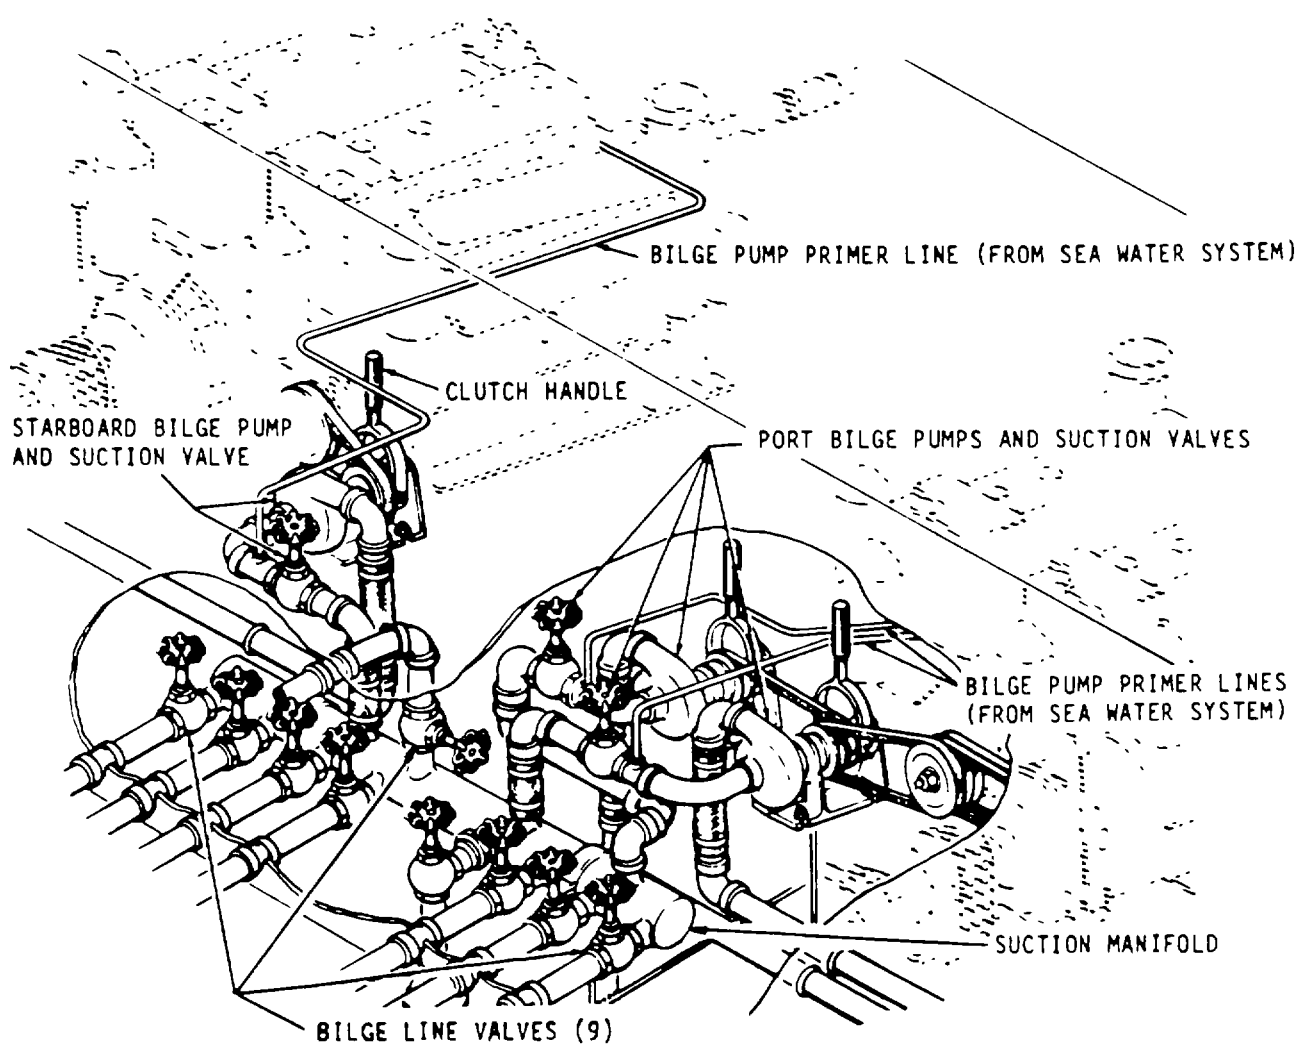 BILGE PUMP PRIMER LINE (FROM SEA WATER SYSTEM)
CLUTCH HANDLE
STARBOARD BILGE PUMP
AND SUCTION VALVE
PORT BILGE PUMPS AND SUCTION VALVES
BILGE PUMP PRIMER LINES
(FROM SEA WATER SYSTEM)
SUCTION MANIFOLD
BILGE LINE VALVES (9)